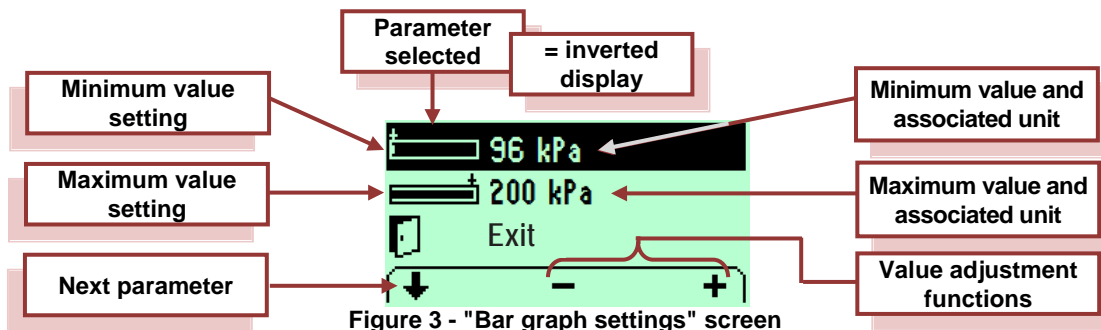 Parameter
selected
= inverted
display
Minimum value
setting
Minimum value and
associated unit
96 kPa
Maximum value
setting
200 kPa
Maximum value and
associated unit
Exit
Next parameter
- +
Value adjustment
functions
Figure 3 - "Bar graph settings" screen